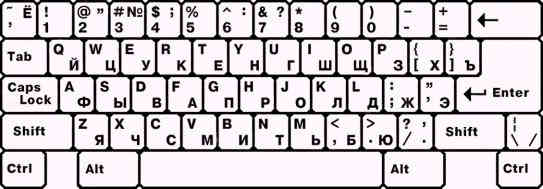 ~ Ё ! @ " # № $ ; % ^ : & ? * ( ) - + ←
' 1 2 3 4 5 6 7 8 9 0 - =
Tab Q W E R T Y U I O P { }
Й Ц У К Е Н Г Ш Щ З [ Х ] Ъ
Caps A S D F G H J K L : "
Lock Ф Ы В А П Р О Л Д ; Ж ' Э ↵ Enter
Shift Z X C V B N M < > ? , Shift ¦
Я Ч С М И Т Ь , Б . Ю / . \ /
Ctrl Alt Alt Ctrl